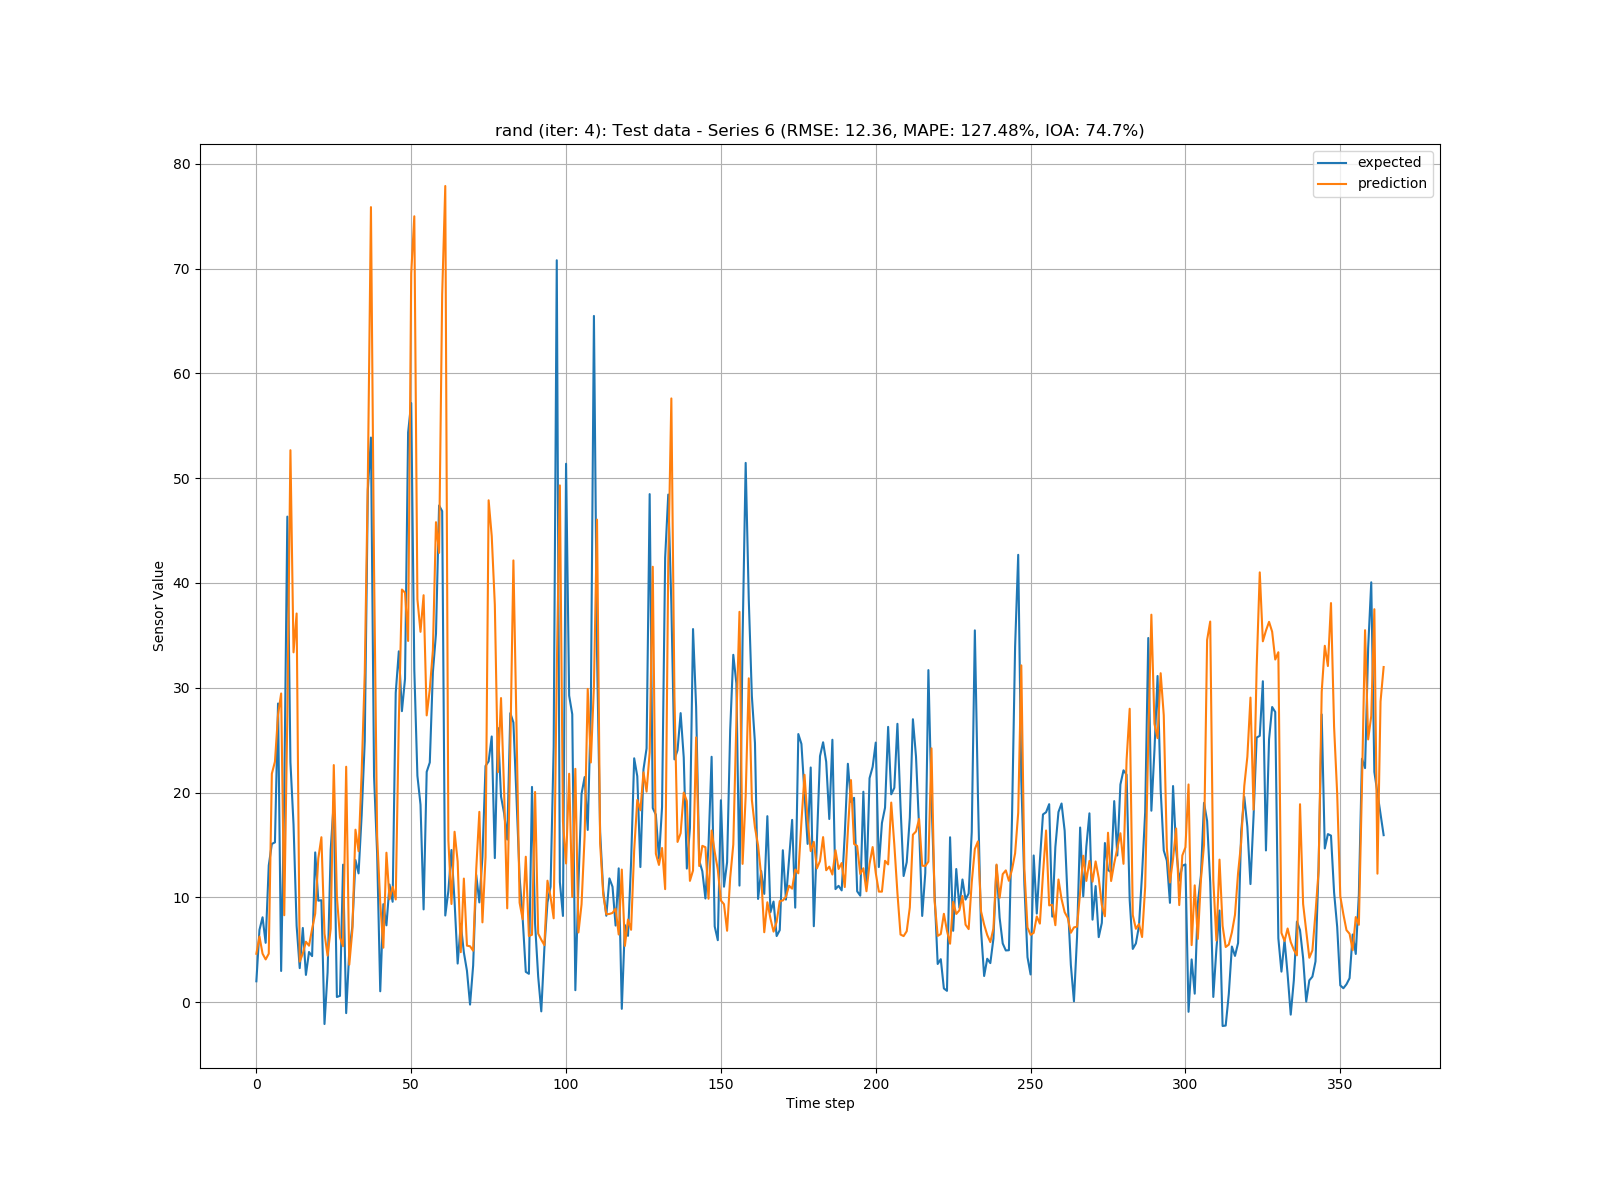 rand (iter: 4): Test data - Series 6 (RMSE: 12.36, MAPE: 127.48%, IOA: 74.7%)
expected
prediction
80
70
60
50
40
30
20
10
0
Sensor Value
0 50 100 150 200 250 300 350
Time step